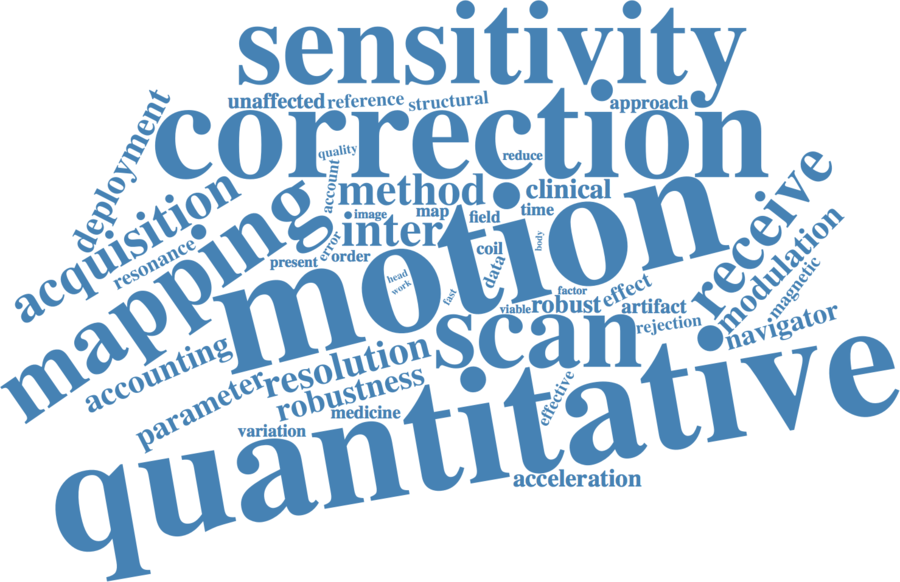 sensitivity
unaffected
reference
structural
approach
correction
deployment
quality
reduce
account
method
clinical
acquisition
mapping
image
map
field
time
inter
motion
receive
resonance
error
order
present
coil
body
data
head
work
fast
factor
viable
robust
effect
artifact
modulation
magnetic
rejection
navigator
scan
accounting
resolution
parameter
robustness
medicine
effective
variation
quantitative
acceleration